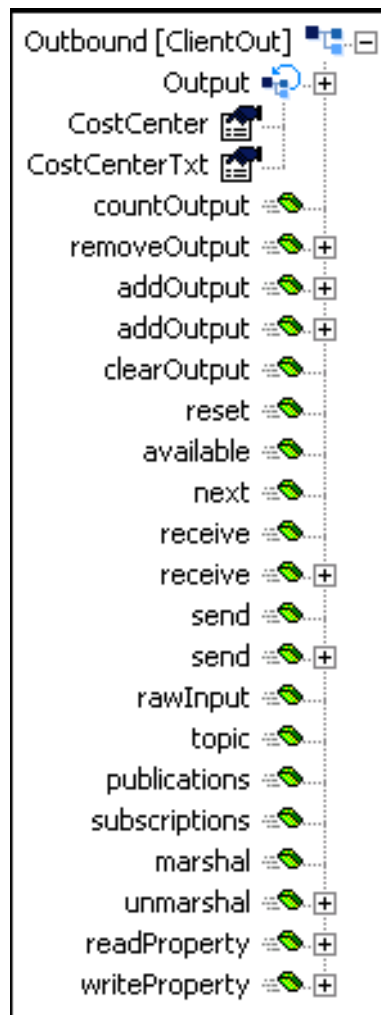 Outbound [ClientOut]
Output
CostCenter
CostCenterTxt
countOutput
removeOutput
addOutput
addOutput
clearOutput
reset
available
next
receive
receive
send
send
rawInput
topic
publications
subscriptions
marshal
unmarshal
readProperty
writeProperty